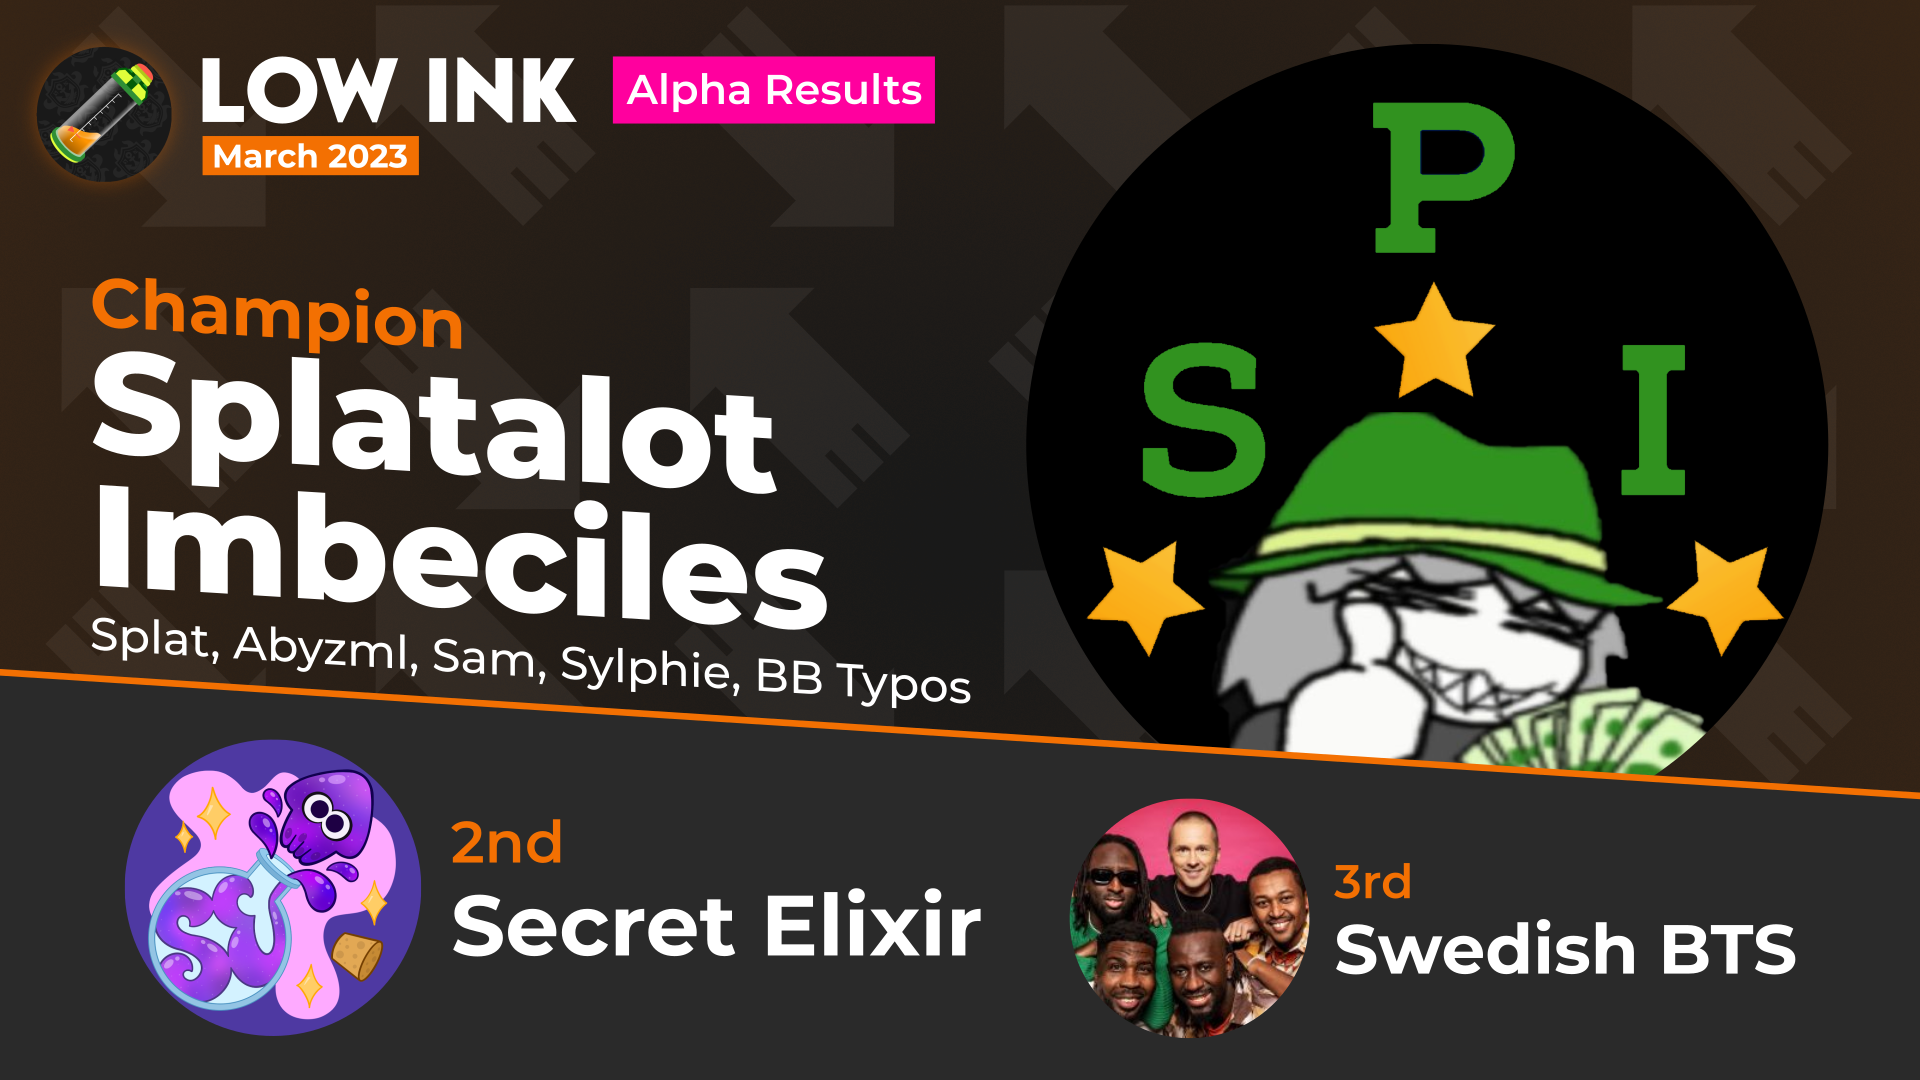 LOW INK
Alpha Results
March 2023
Champion
Splatalot
Imbeciles
Splat, Abyzml, Sam, Sylphie, BB Typos
P
S I
2nd
Secret Elixir
3rd
Swedish BTS